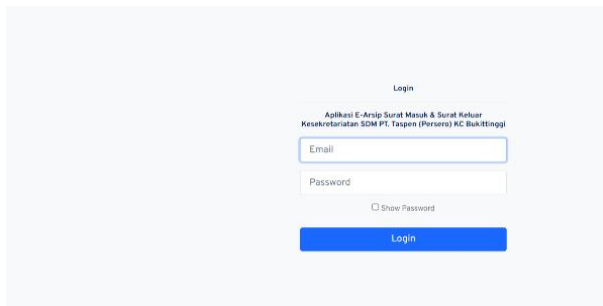 Login
Aplikasi E-Arsip Surat Masuk & Surat Keluar
Kesekretariatan SDM PT. Taspen (Persero) KC Bukittinggi
Email
Password
Show Password
Login